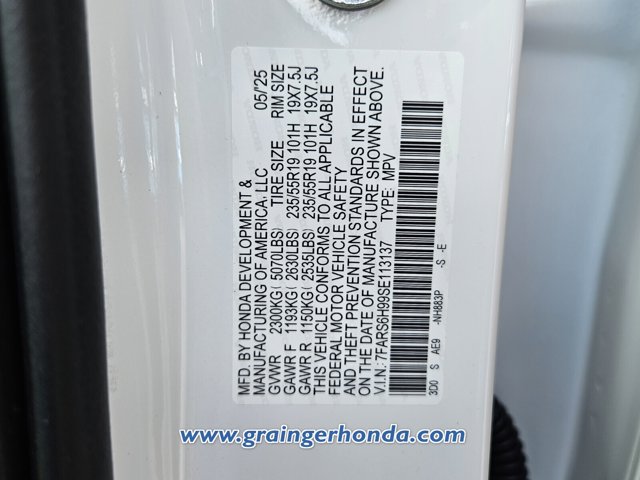 MFD. BY HONDA DEVELOPMENT &
MANUFACTURING OF AMERICA, LLC 05/'25
GVWR 2300KG( 5070LBS) TIRE SIZE RIM SIZE
GAWR F 1193KG( 2630LBS) 235/55R19 101H 19X7.5J
GAWR R 1150KG( 2535LBS) 235/55R19 101H 19X7.5J
THIS VEHICLE CONFORMS TO ALL APPLICABLE
FEDERAL MOTOR VEHICLE SAFETY
AND THEFT PREVENTION STANDARDS IN EFFECT
ON THE DATE OF MANUFACTURE SHOWN ABOVE.
V.I.N.: 7FARS6H99SE113137 TYPE: MPV
3D0 S AE9 -NH883P -S -E
www.graingerhonda.com